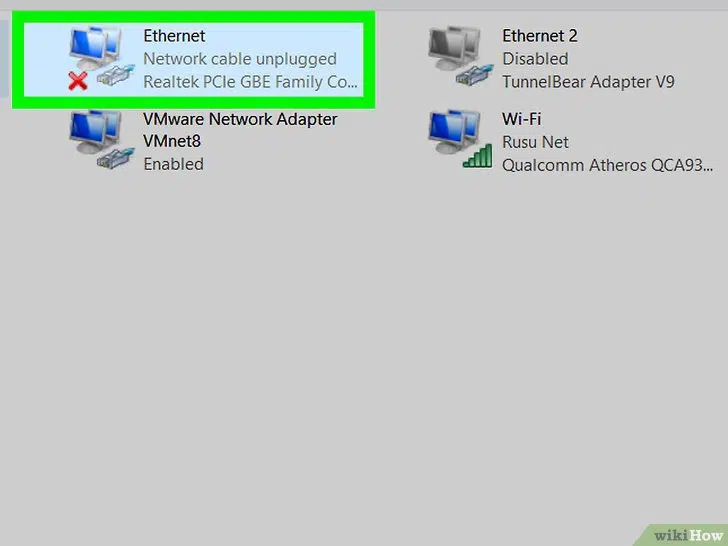 Ethernet
Network cable unplugged
Realtek PCIe GBE Family Co...
Ethernet 2
Disabled
TunnelBear Adapter V9
VMware Network Adapter
VMnet8
Enabled
Wi-Fi
Rusu Net
Qualcomm Atheros QCA93...
wikiHow